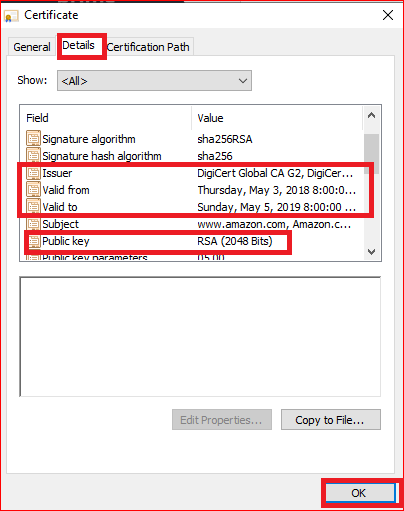 Certificate
General Details Certification Path
Show: <All>
Field Value
Signature algorithm sha256RSA
Signature hash algorithm sha256
Issuer DigiCert Global CA G2, DigiCer...
Valid from Thursday, May 3, 2018 8:00:0...
Valid to Sunday, May 5, 2019 8:00:00 ...
Subject www.amazon.com, Amazon.c...
Public key RSA (2048 Bits)
Public key parameters 05 00
Edit Properties... Copy to File...
OK